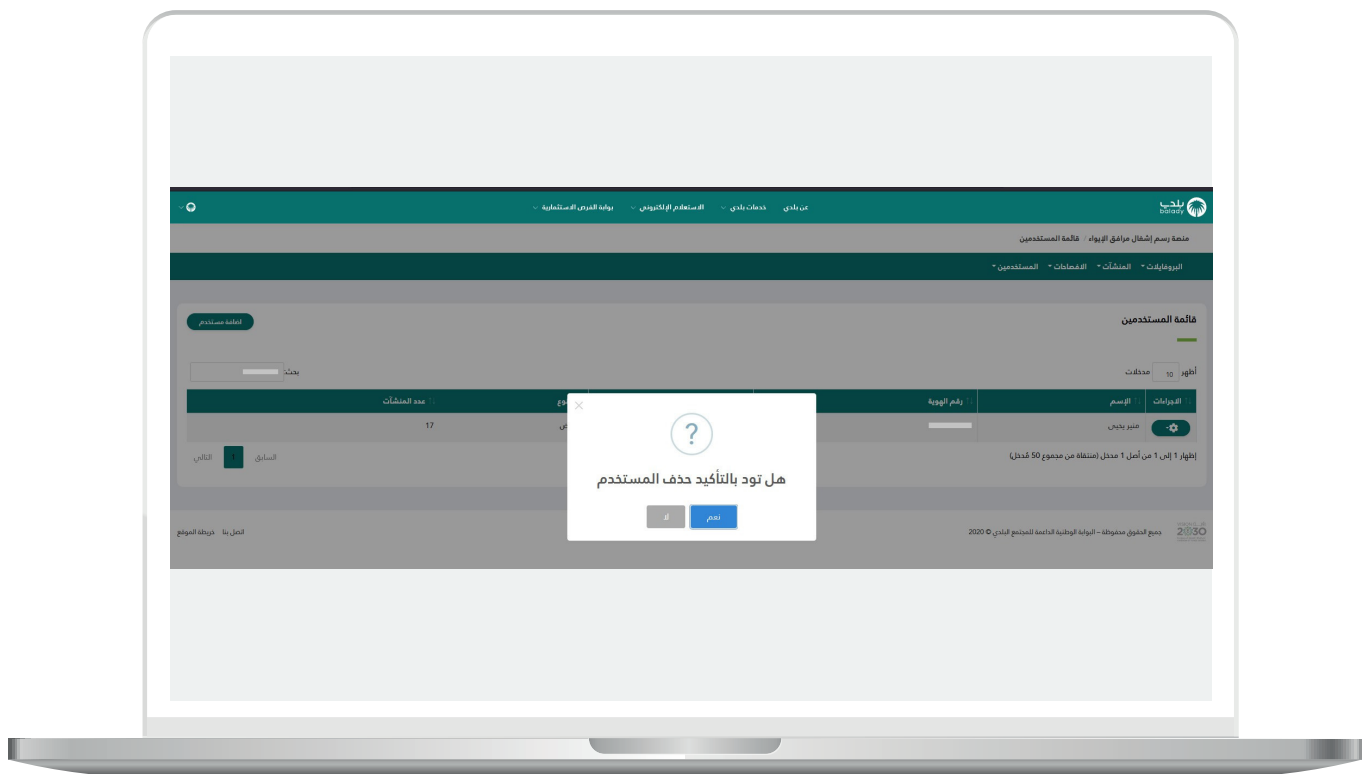 بلدي
balady
عن بلدي
خدمات بلدي
الاستعلام الإلكتروني
بوابة الفرص الاستثمارية
منصة رسم إشغال مرافق الإيواء / قائمة المستخدمين
البروفايلات
المنشآت
الافصاحات
المستخدمين
قائمة المستخدمين
اضافة مستخدم
أظهر 10 مدخلات
بحث:
الاجراءات
الإسم
رقم الهوية
عدد المنشآت
منير يحيى
17
إظهار 1 إلى 1 من أصل 1 مدخل (منتقاة من مجموع 50 مُدخل)
السابق 1 التالي
?
هل تود بالتأكيد حذف المستخدم
نعم
لا
2030
جميع الحقوق محفوظة – البوابة الوطنية الداعمة للمجتمع البلدي © 2020
اتصل بنا
خريطة الموقع